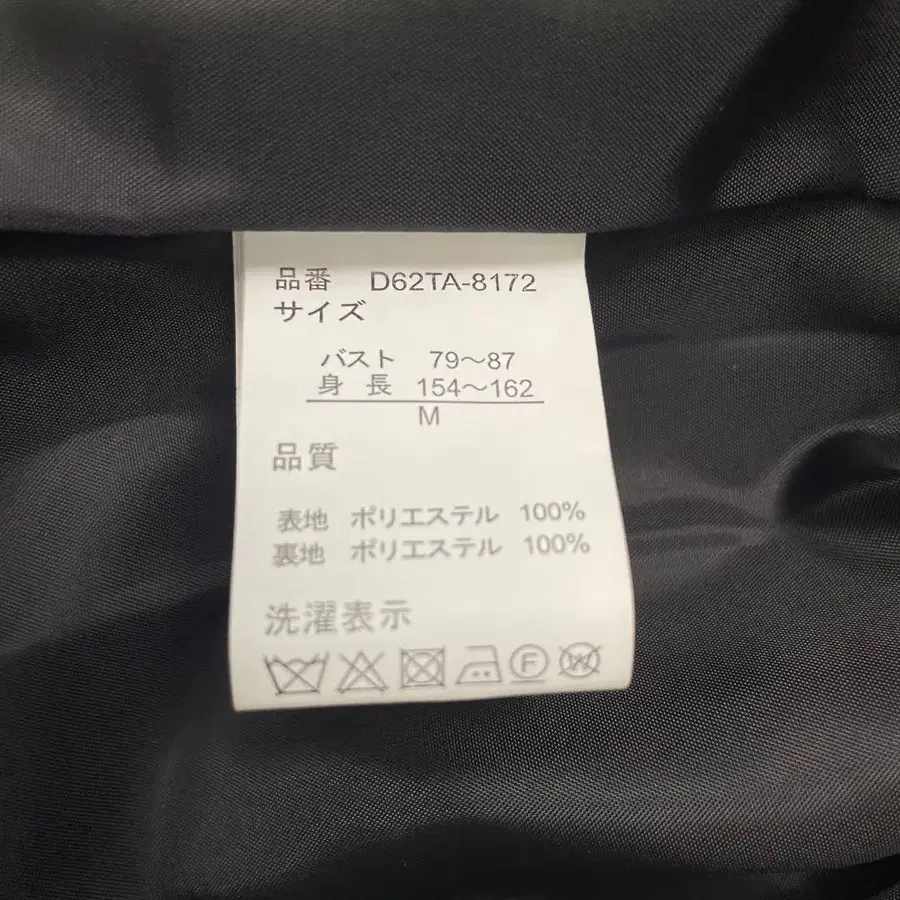 品番 D62TA-8172
サイズ
バスト 79〜87
身長 154〜162
M
品質
表地 ポリエステル 100%
裏地 ポリエステル 100%
洗濯表示
F W